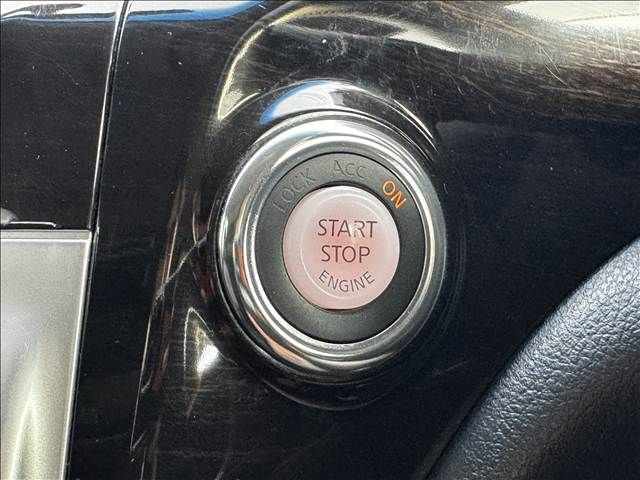 LOCK ACC ON
START
STOP
ENGINE